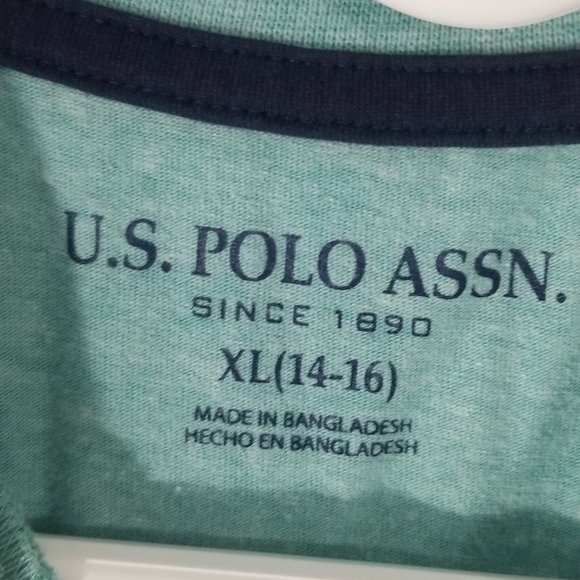 U.S. POLO ASSN.
SINCE 1890
XL(14-16)
MADE IN BANGLADESH
HECHO EN BANGLADESH